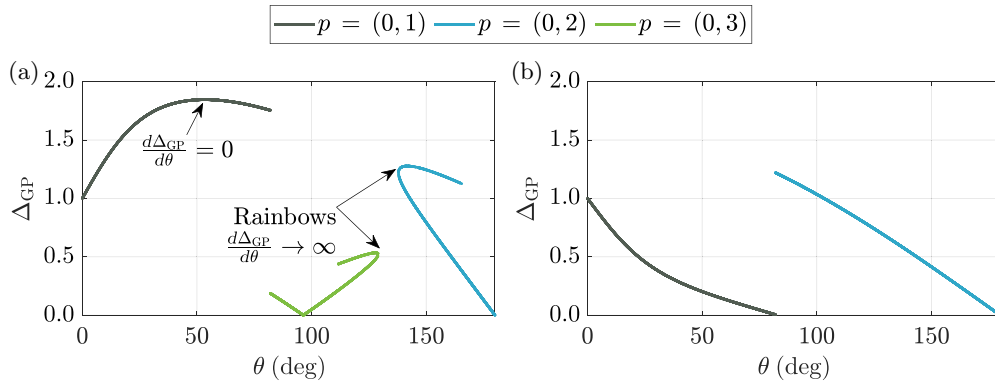 p = (0, 1) p = (0, 2) p = (0, 3)
(a)
2.0
1.5
1.0
0.5
0.0
Δ_GP
dΔ_GP/dθ = 0
Rainbows
dΔ_GP/dθ → ∞
0 50 100 150
θ (deg)
(b)
2.0
1.5
1.0
0.5
0.0
Δ_GP
0 50 100 150
θ (deg)